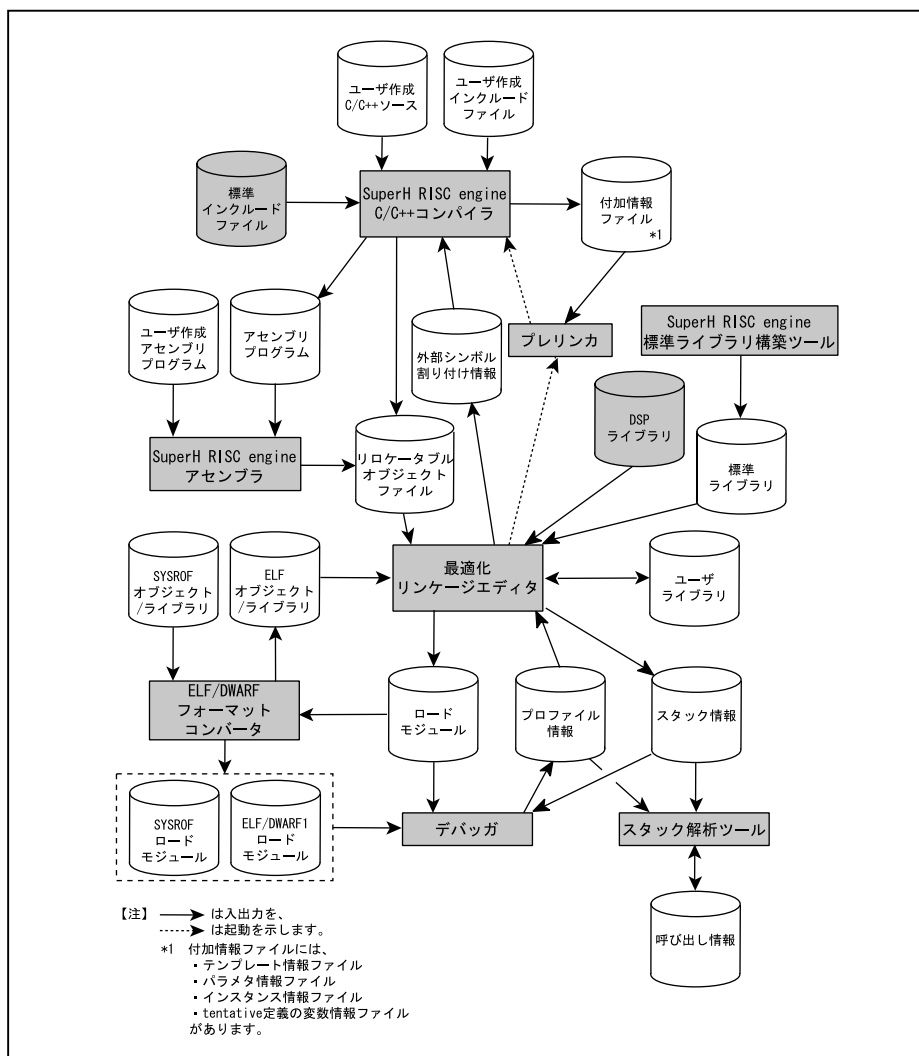 ユーザ作成
C/C++ソース
ユーザ作成
インクルード
ファイル
標準
インクルード
ファイル
SuperH RISC engine
C/C++コンパイラ
付加情報
ファイル
*1
ユーザ作成
アセンブリ
プログラム
アセンブリ
プログラム
外部シンボル
割り付け情報
プレリンカ
SuperH RISC engine
標準ライブラリ構築ツール
DSP
ライブラリ
標準
ライブラリ
SuperH RISC engine
アセンブラ
リロケータブル
オブジェクト
ファイル
SYSROF
オブジェクト
/ライブラリ
ELF
オブジェクト
/ライブラリ
最適化
リンケージエディタ
ユーザ
ライブラリ
ELF/DWARF
フォーマット
コンバータ
ロード
モジュール
プロファイル
情報
スタック情報
SYSROF
ロード
モジュール
ELF/DWARF1
ロード
モジュール
デバッガ
スタック解析ツール
呼び出し情報
【注】 は入出力を、
は起動を示します。
*1 付加情報ファイルには、
・テンプレート情報ファイル
・パラメタ情報ファイル
・インスタンス情報ファイル
・tentative定義の変数情報ファイル
があります。